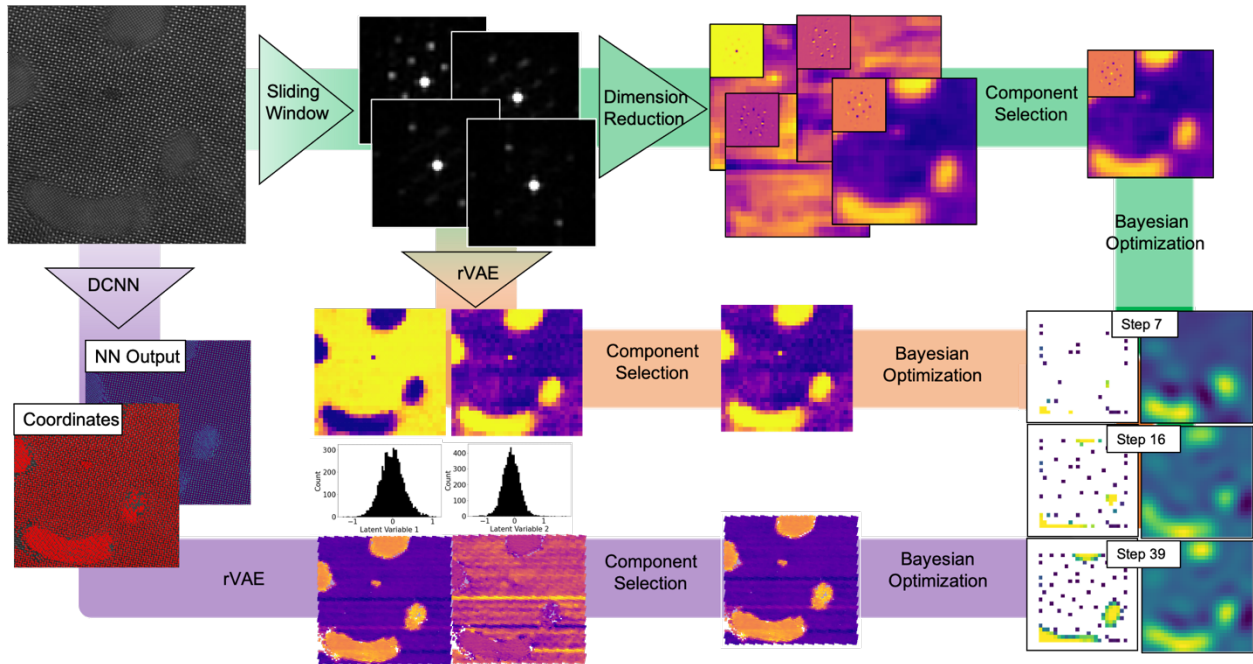 Sliding
Window
Dimension
Reduction
Component
Selection
Bayesian
Optimization
DCNN
rVAE
NN Output
Coordinates
Component
Selection
Bayesian
Optimization
Step 7
Step 16
Step 39
300
200
100
0
Count
−1
0
1
Latent Variable 1
400
300
200
100
0
Count
−1
0
1
Latent Variable 2
rVAE
Component
Selection
Bayesian
Optimization